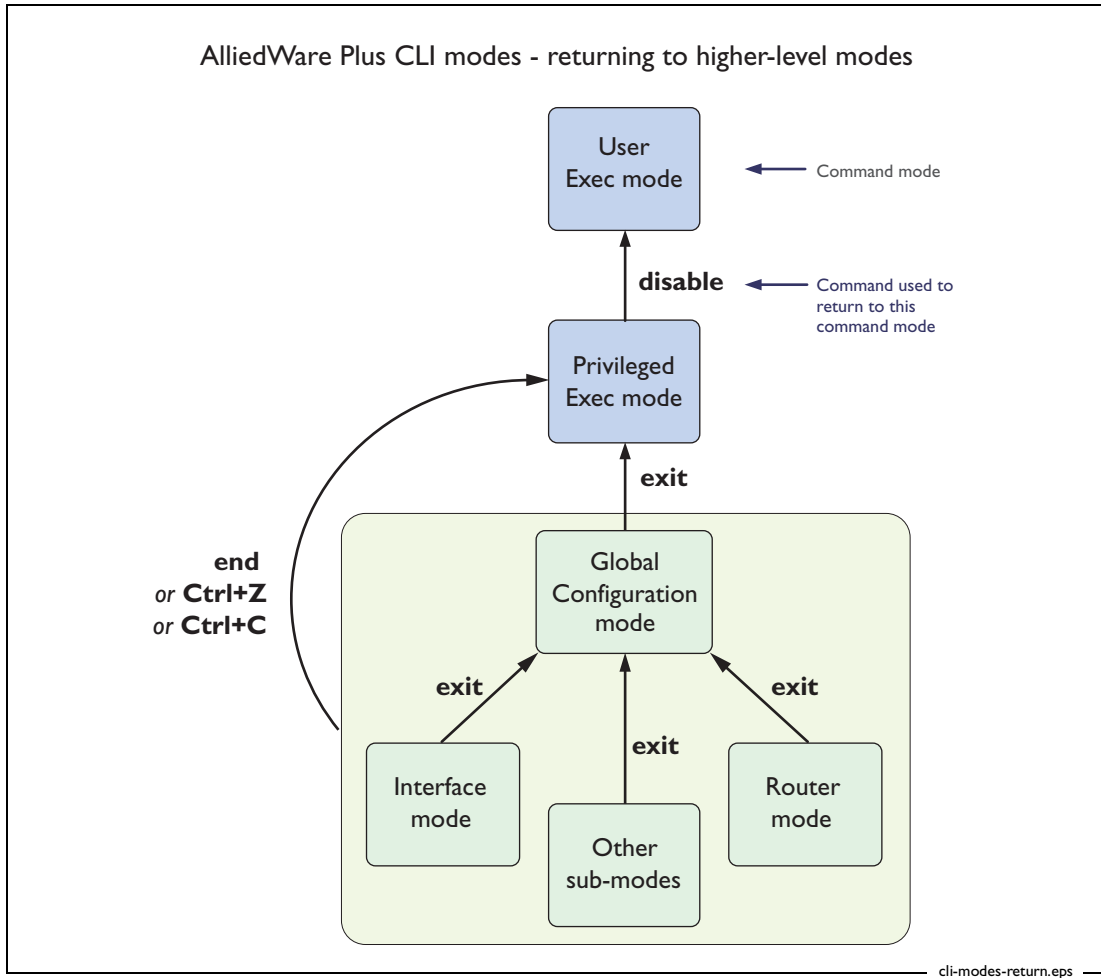 AlliedWare Plus CLI modes - returning to higher-level modes
User
Exec mode
Command mode
disable
Command used to
return to this
command mode
Privileged
Exec mode
exit
end
or Ctrl+Z
or Ctrl+C
Global
Configuration
mode
exit
exit
exit
Interface
mode
Other
sub-modes
Router
mode
cli-modes-return.eps